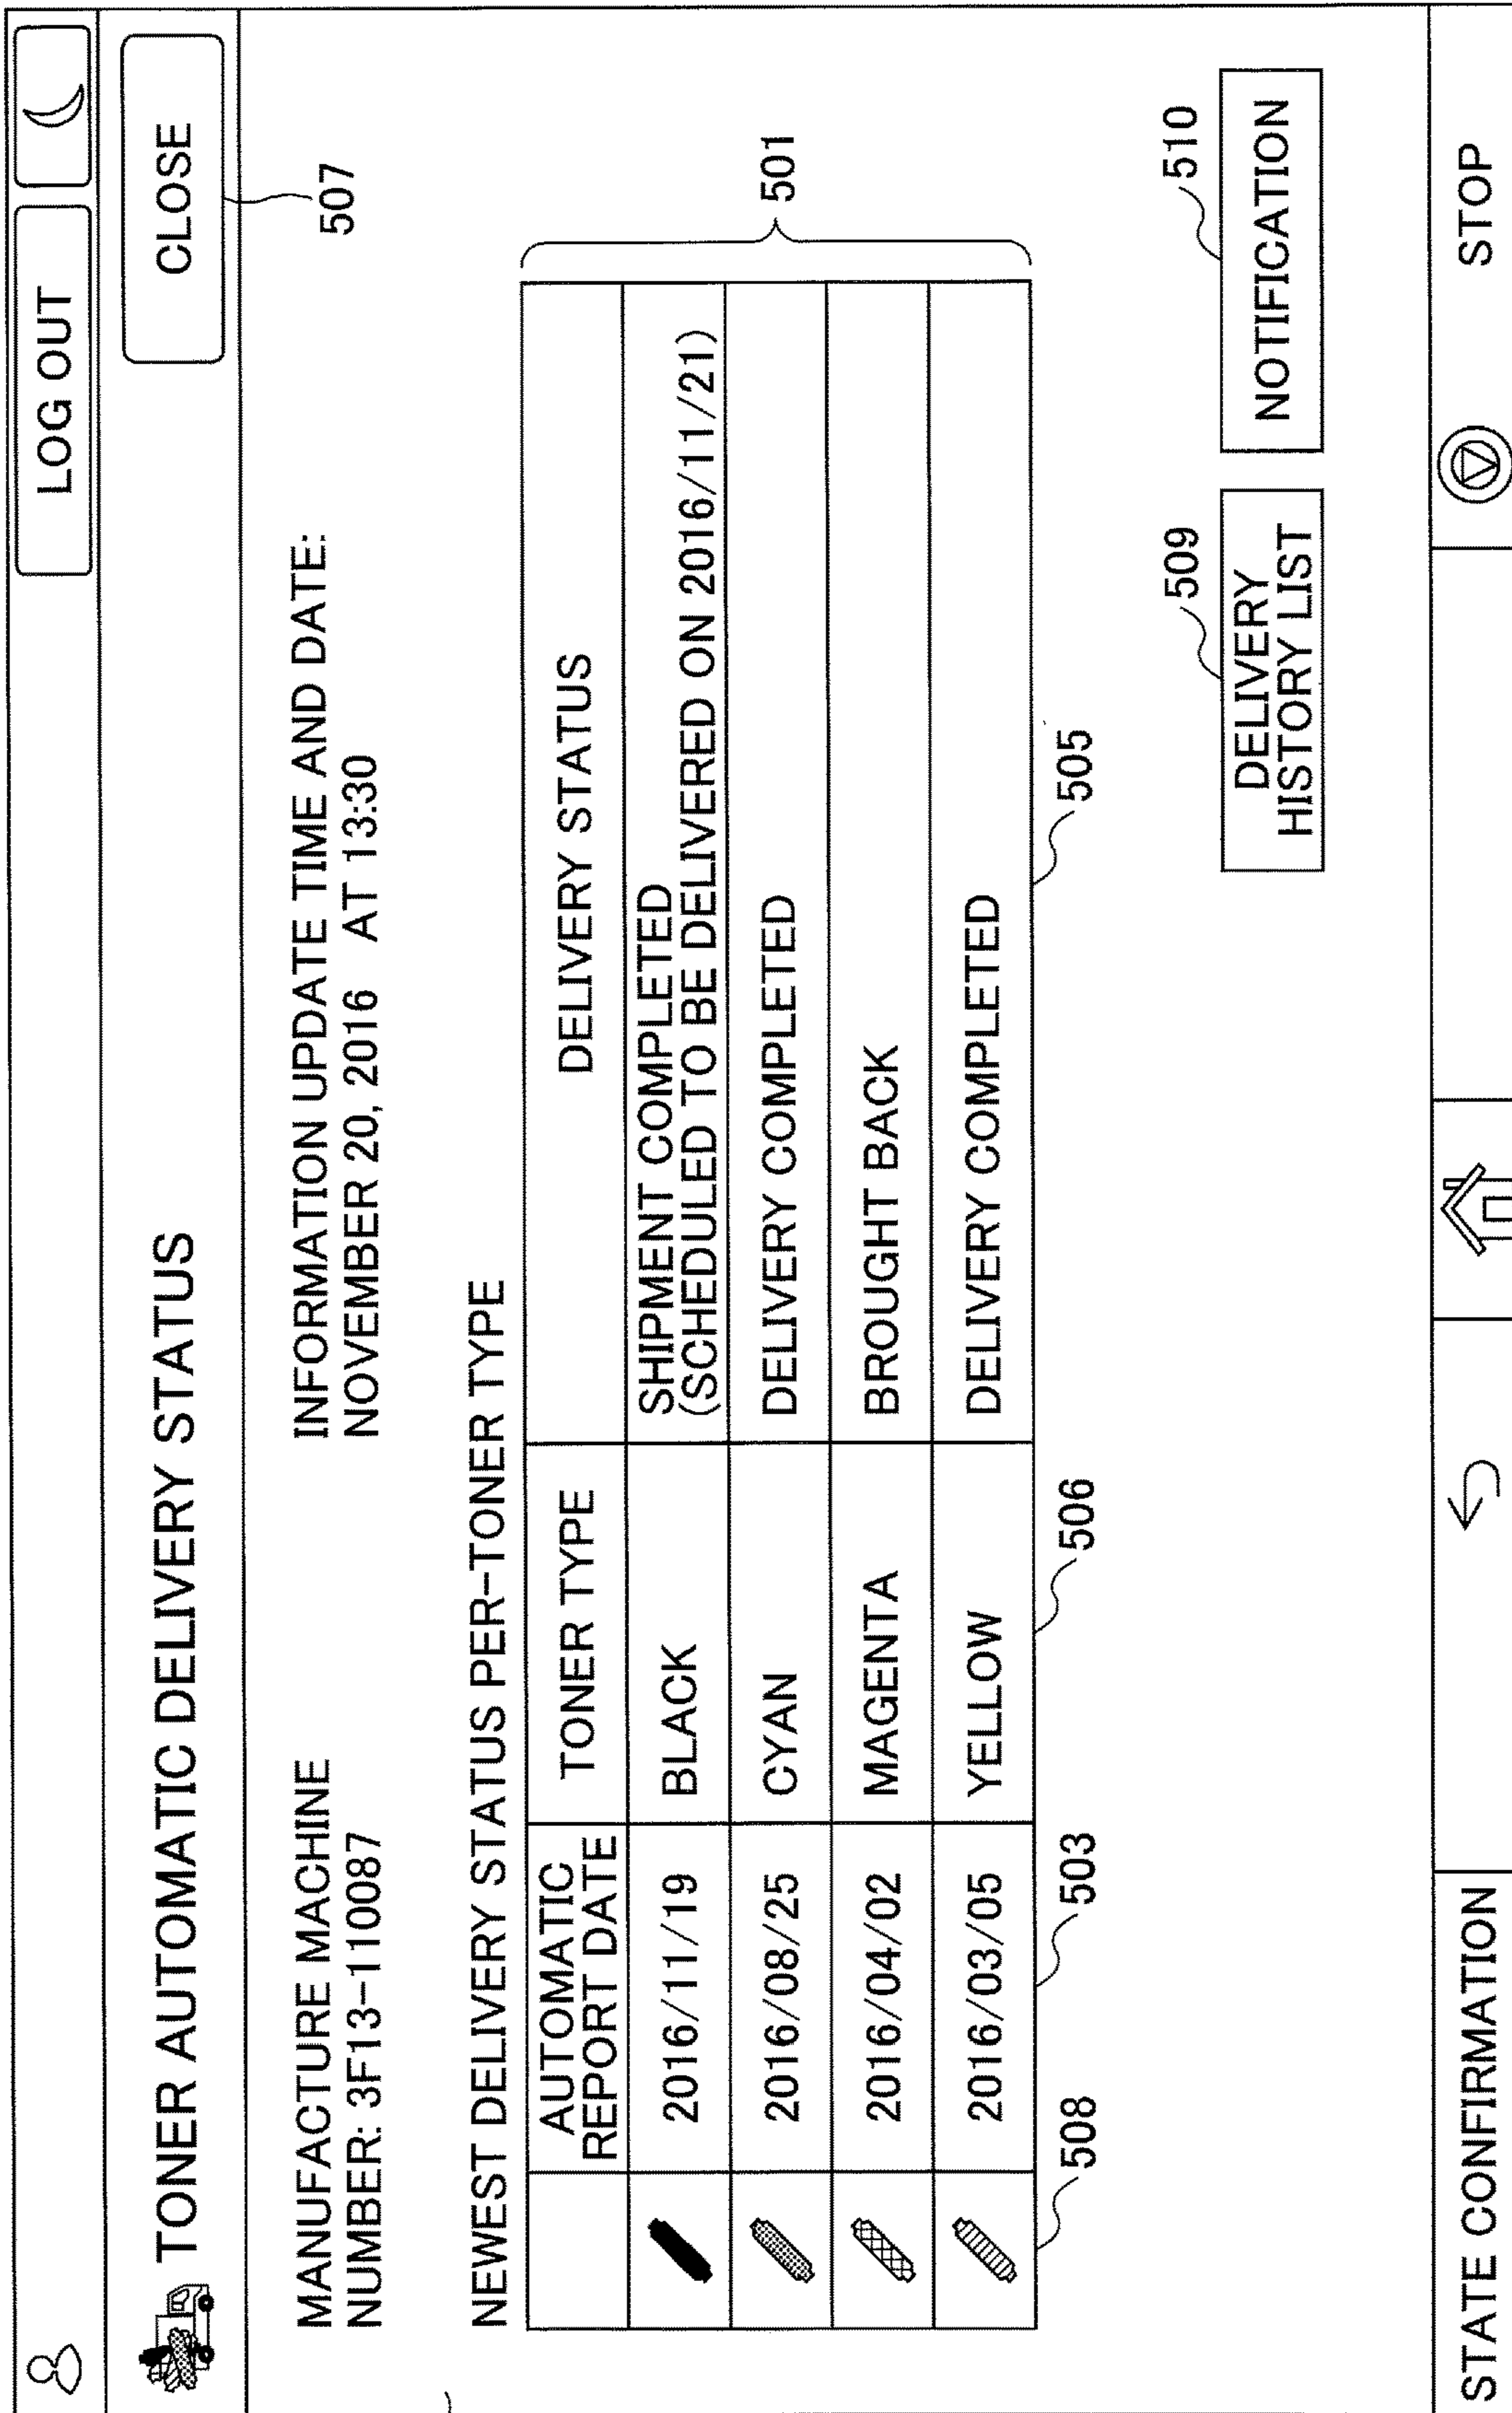 LOG OUT
TONER AUTOMATIC DELIVERY STATUS
CLOSE
507
MANUFACTURE MACHINE
NUMBER: 3F13-110087
INFORMATION UPDATE TIME AND DATE:
NOVEMBER 20, 2016 AT 13:30
NEWEST DELIVERY STATUS PER-TONER TYPE
AUTOMATIC
REPORT DATE
TONER TYPE
DELIVERY STATUS
2016/11/19
BLACK
SHIPMENT COMPLETED
(SCHEDULED TO BE DELIVERED ON 2016/11/21)
2016/08/25
CYAN
DELIVERY COMPLETED
2016/04/02
MAGENTA
BROUGHT BACK
2016/03/05
YELLOW
DELIVERY COMPLETED
501
508
503
506
505
509
510
DELIVERY
HISTORY LIST
NOTIFICATION
STATE CONFIRMATION
STOP